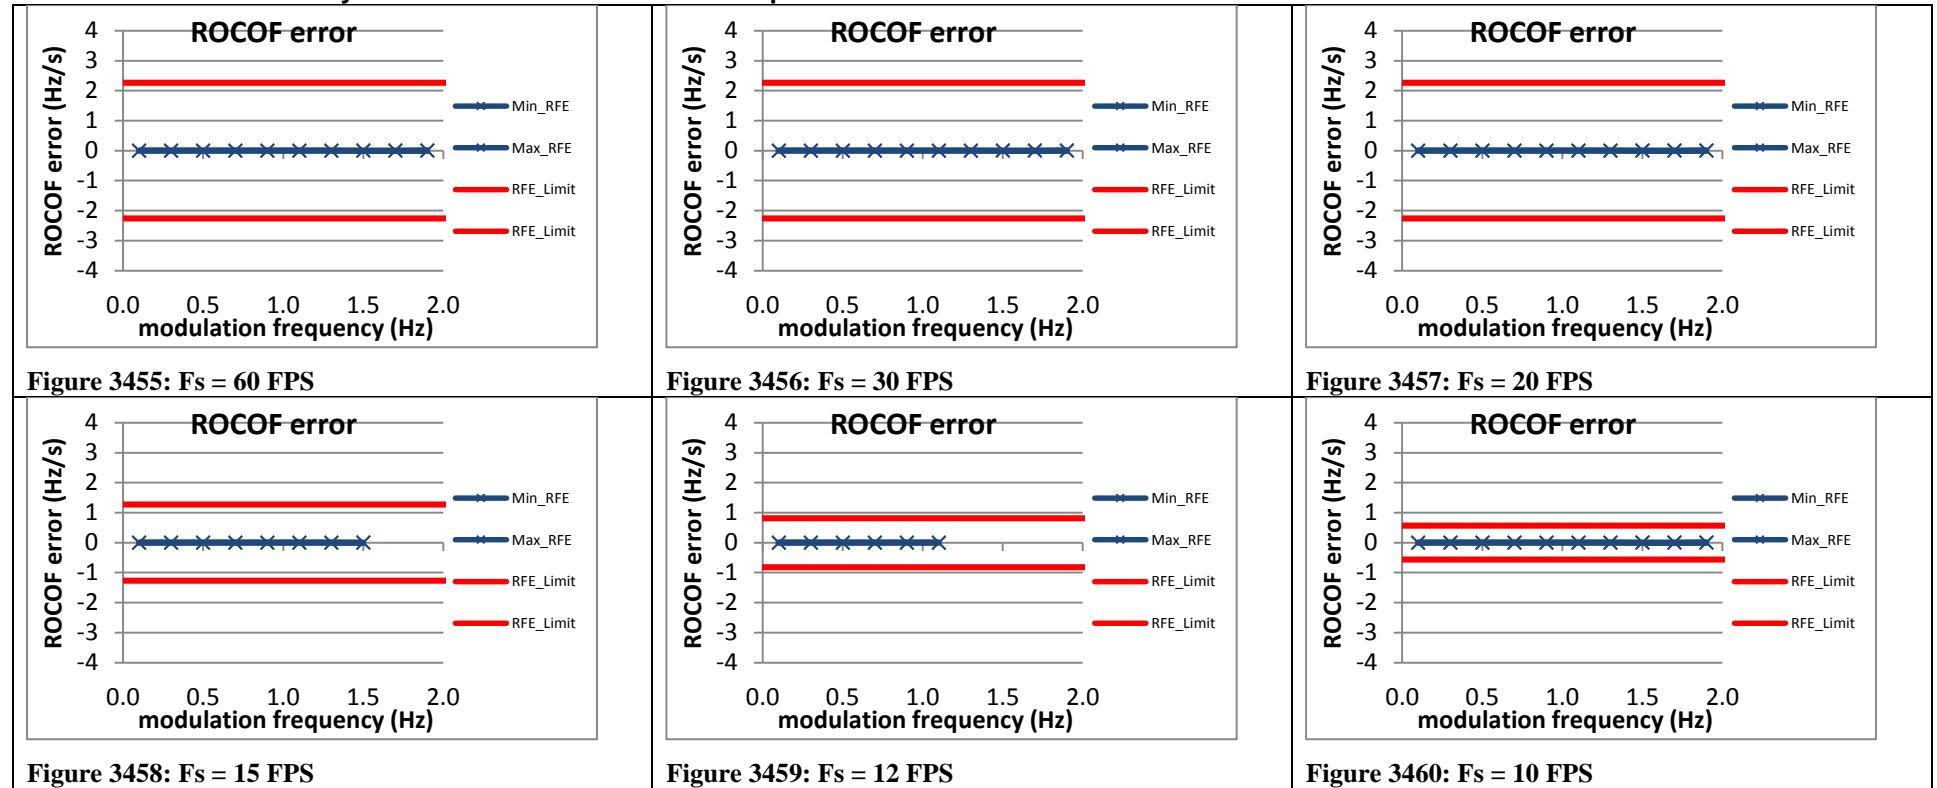 ROCOF error
4
3
2
1
0
-1
-2
-3
-4
ROCOF error (Hz/s)
0.0 0.5 1.0 1.5 2.0
modulation frequency (Hz)
Min_RFE
Max_RFE
RFE_Limit
RFE_Limit
Figure 3455: Fs = 60 FPS
ROCOF error
4
3
2
1
0
-1
-2
-3
-4
ROCOF error (Hz/s)
0.0 0.5 1.0 1.5 2.0
modulation frequency (Hz)
Min_RFE
Max_RFE
RFE_Limit
RFE_Limit
Figure 3456: Fs = 30 FPS
ROCOF error
4
3
2
1
0
-1
-2
-3
-4
ROCOF error (Hz/s)
0.0 0.5 1.0 1.5 2.0
modulation frequency (Hz)
Min_RFE
Max_RFE
RFE_Limit
RFE_Limit
Figure 3457: Fs = 20 FPS
ROCOF error
4
3
2
1
0
-1
-2
-3
-4
ROCOF error (Hz/s)
0.0 0.5 1.0 1.5 2.0
modulation frequency (Hz)
Min_RFE
Max_RFE
RFE_Limit
RFE_Limit
Figure 3458: Fs = 15 FPS
ROCOF error
4
3
2
1
0
-1
-2
-3
-4
ROCOF error (Hz/s)
0.0 0.5 1.0 1.5 2.0
modulation frequency (Hz)
Min_RFE
Max_RFE
RFE_Limit
RFE_Limit
Figure 3459: Fs = 12 FPS
ROCOF error
4
3
2
1
0
-1
-2
-3
-4
ROCOF error (Hz/s)
0.0 0.5 1.0 1.5 2.0
modulation frequency (Hz)
Min_RFE
Max_RFE
RFE_Limit
RFE_Limit
Figure 3460: Fs = 10 FPS